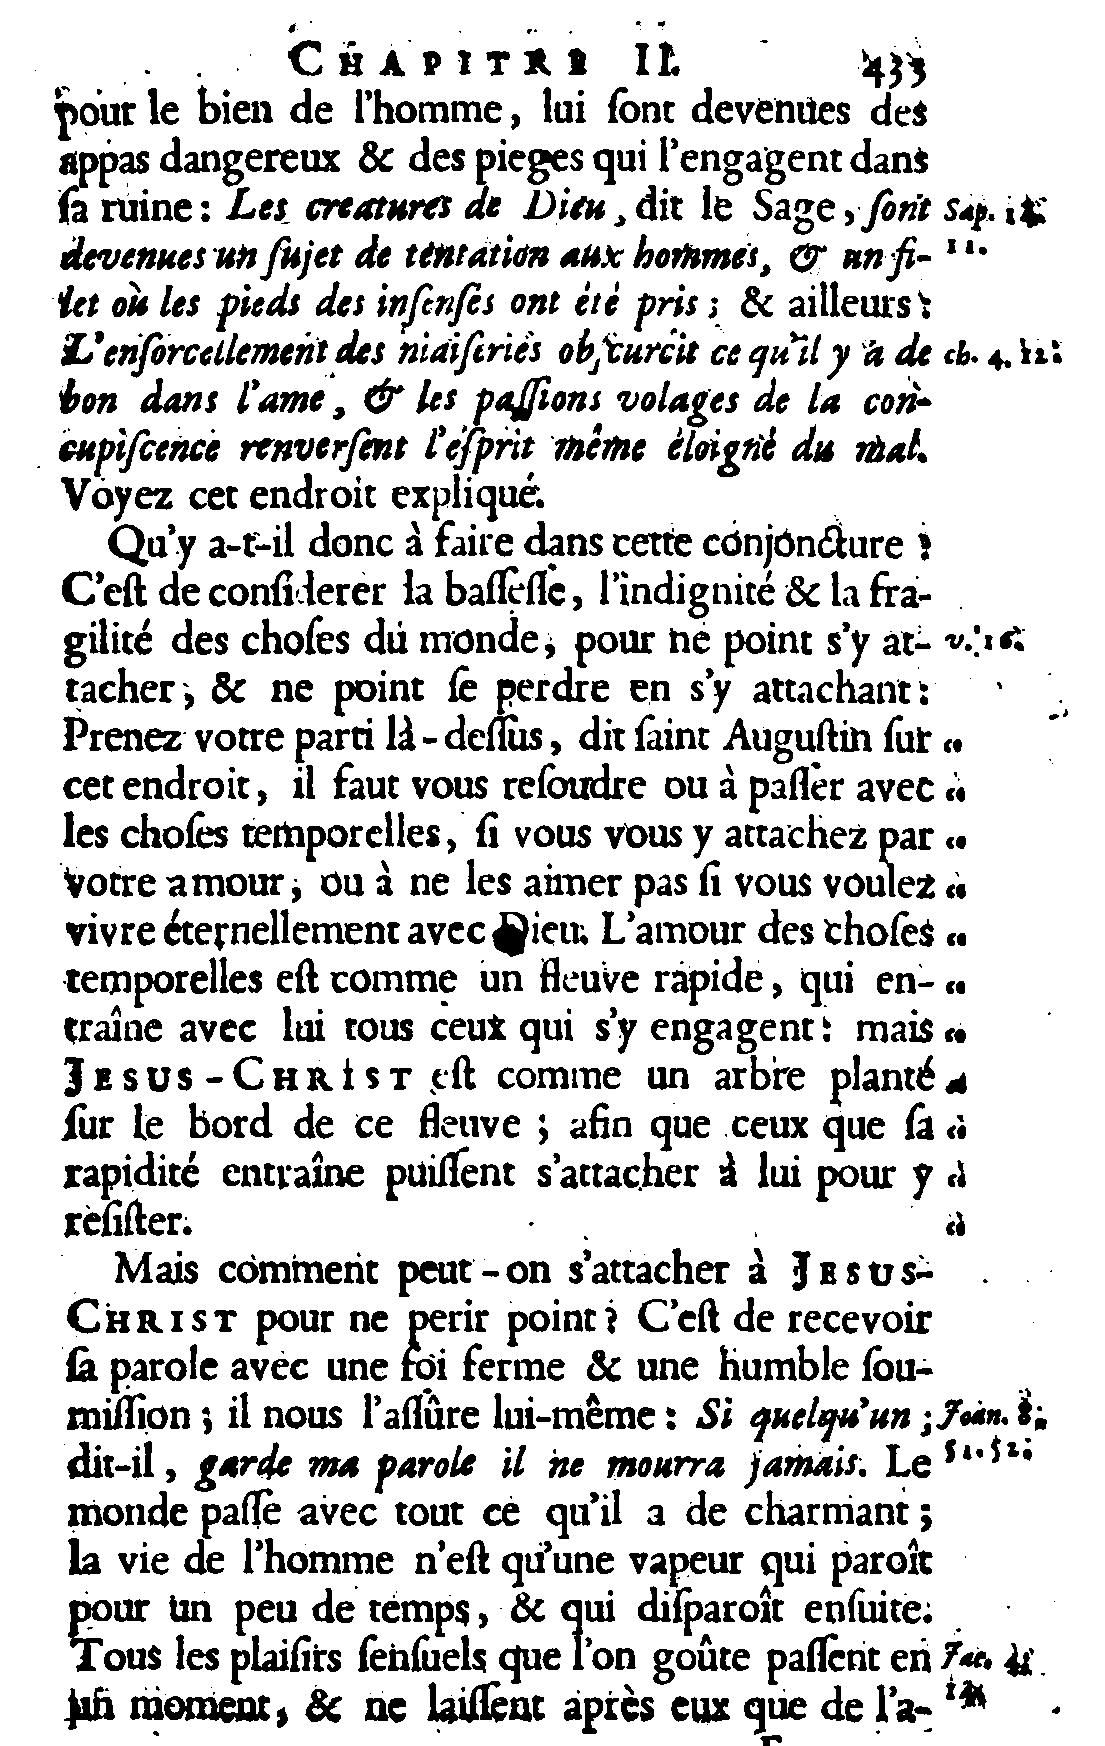 CHAPITRE II. 433
pour le bien de l'homme, lui ſont devenues des
appas dangereux & des pieges qui l'engagent dans
ſa ruine : Les creatures de Dieu, dit le Sage, ſont Sap.
devenues un ſujet de tentation aux hommes, & un fi- 11.
let où les pieds des inſenſés ont été pris ; & ailleurs :
L'enſorcellement des niaiſeries obſcurcit ce qu'il y a de ch. 4. 12.
bon dans l'ame, & les paſſions volages de la con-
cupiſcence renverſent l'eſprit même éloigné du mal.
Voyez cet endroit expliqué.
Qu'y a-t-il donc à faire dans cette conjoncture ?
C'eſt de conſiderer la baſſeſſe, l'indignité & la fra-
gilité des choſes du monde, pour ne point s'y at- v. 16.
tacher, & ne point ſe perdre en s'y attachant :
Prenez votre parti là-deſſus, dit ſaint Auguſtin ſur “
cet endroit, il faut vous reſoudre ou à paſſer avec “
les choſes temporelles, ſi vous vous y attachez par “
votre amour, ou à ne les aimer pas ſi vous voulez “
vivre éternellement avec Dieu. L'amour des choſes “
temporelles eſt comme un fleuve rapide, qui en- “
traîne avec lui tous ceux qui s'y engagent : mais “
JESUS-CHRIST eſt comme un arbre planté “
ſur le bord de ce fleuve ; afin que ceux que ſa “
rapidité entraîne puiſſent s'attacher à lui pour y “
reſiſter. “
Mais comment peut-on s'attacher à JESUS-
CHRIST pour ne perir point ? C'eſt de recevoir
ſa parole avec une foi ferme & une humble ſou-
miſſion ; il nous l'aſſûre lui-même : Si quelqu'un, Joan. 8.
dit-il, garde ma parole il ne mourra jamais. Le 51. 52.
monde paſſe avec tout ce qu'il a de charmant ;
la vie de l'homme n'eſt qu'une vapeur qui paroît
pour un peu de temps, & qui diſparoît enſuite.
Tous les plaiſirs ſenſuels que l'on goûte paſſent en Jac. 4.
un moment, & ne laiſſent après eux que de l'a-